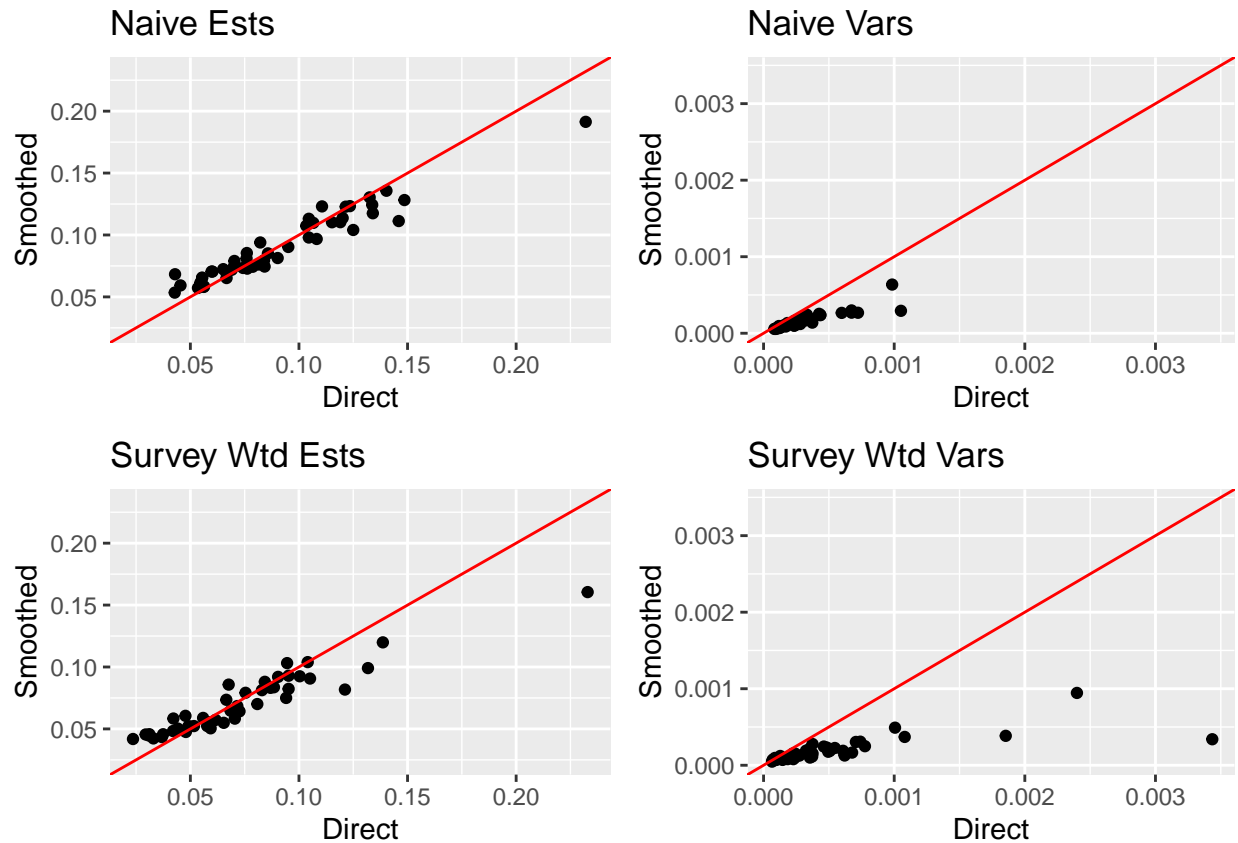 Naive Ests
Smoothed
0.20
0.15
0.10
0.05
0.05 0.10 0.15 0.20
Direct
Naive Vars
Smoothed
0.003
0.002
0.001
0.000
0.000 0.001 0.002 0.003
Direct
Survey Wtd Ests
Smoothed
0.20
0.15
0.10
0.05
0.05 0.10 0.15 0.20
Direct
Survey Wtd Vars
Smoothed
0.003
0.002
0.001
0.000
0.000 0.001 0.002 0.003
Direct